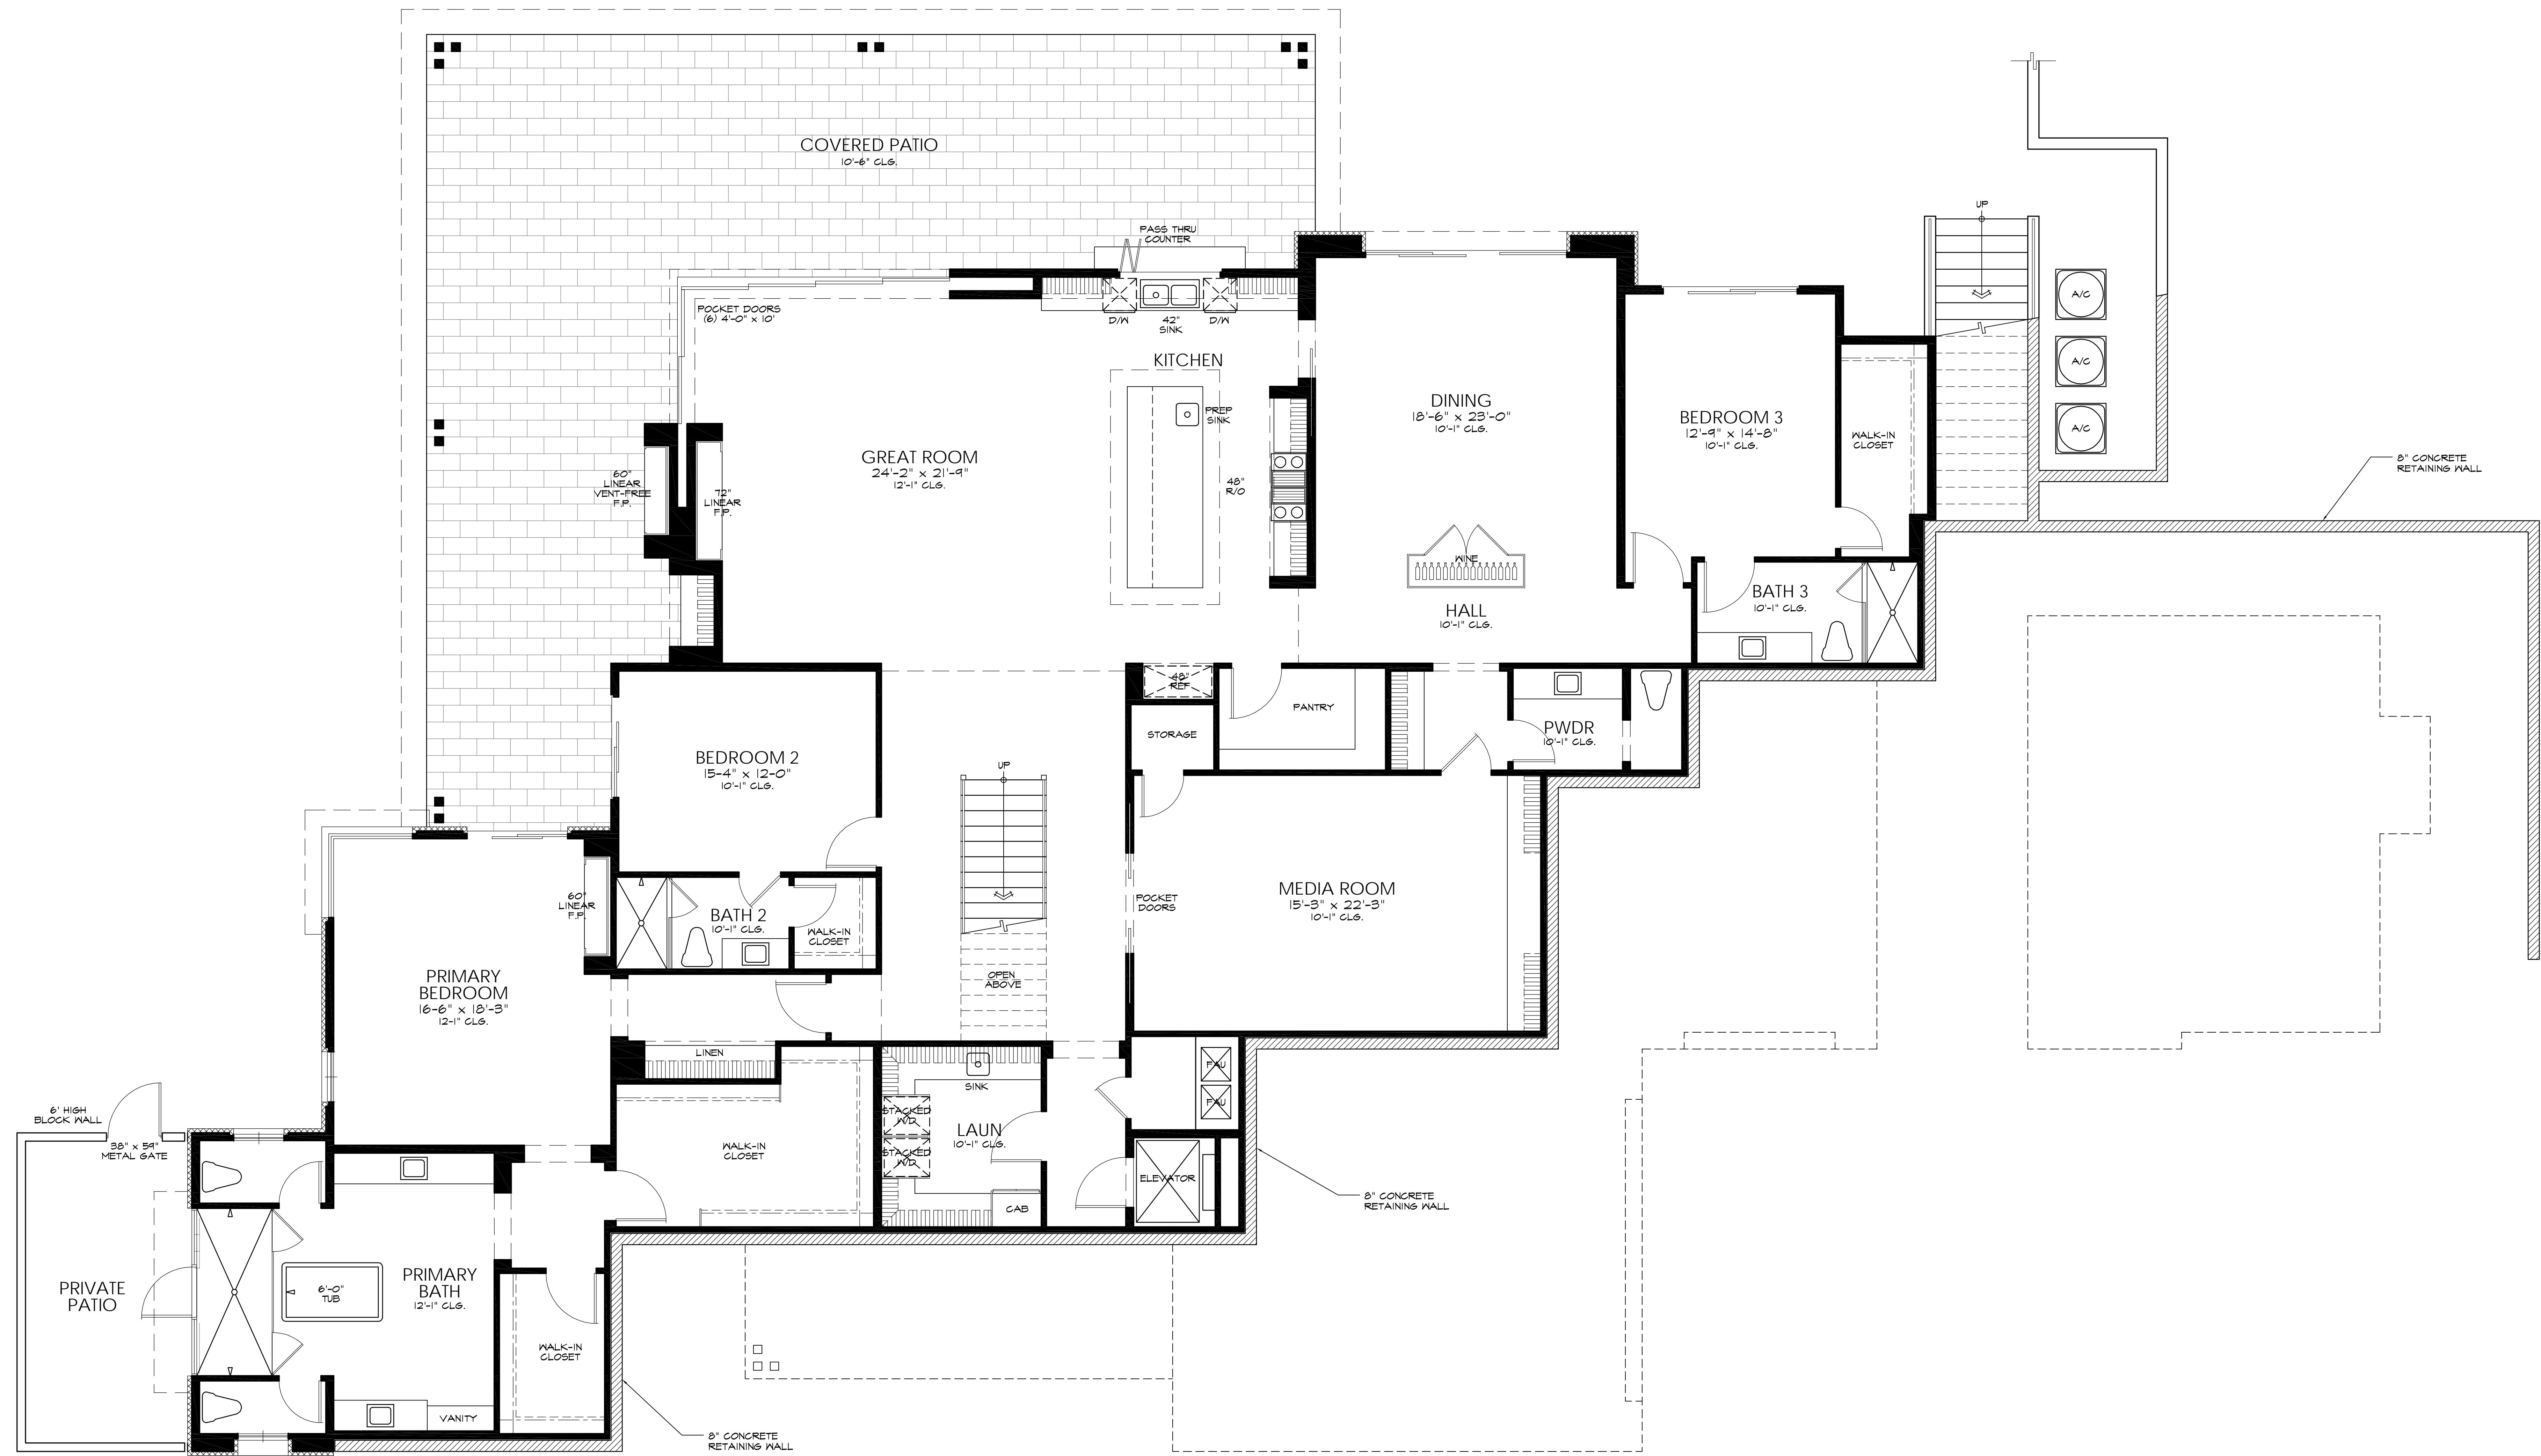 COVERED PATIO
10'-6" CLG.
PASS THRU
COUNTER
UP
A/C
A/C
A/C
POCKET DOORS
(6) 4'-0" x 10'
D/W
42"
SINK
D/W
KITCHEN
PREP
SINK
DINING
18'-6" x 23'-0"
10'-1" CLG.
BEDROOM 3
12'-9" x 14'-8"
10'-1" CLG.
WALK-IN
CLOSET
8" CONCRETE
RETAINING WALL
GREAT ROOM
24'-2" x 21'-9"
12'-1" CLG.
60"
LINEAR
VENT-FREE
F.P.
72"
LINEAR
F.P.
48"
R/O
WINE
HALL
10'-1" CLG.
BATH 3
10'-1" CLG.
48"
REF
PANTRY
STORAGE
PWDR
10'-1" CLG.
BEDROOM 2
15'-4" x 12'-0"
10'-1" CLG.
UP
MEDIA ROOM
15'-3" x 22'-3"
10'-1" CLG.
POCKET
DOORS
60"
LINEAR
F.P.
BATH 2
10'-1" CLG.
WALK-IN
CLOSET
OPEN
ABOVE
PRIMARY
BEDROOM
16'-6" x 18'-3"
12'-1" CLG.
LINEN
SINK
FAU
FAU
STACKED
W/D
STACKED
W/D
LAUN
10'-1" CLG.
WALK-IN
CLOSET
ELEVATOR
CAB
8" CONCRETE
RETAINING WALL
6' HIGH
BLOCK WALL
38" x 59"
METAL GATE
PRIVATE
PATIO
6'-0"
TUB
PRIMARY
BATH
12'-1" CLG.
WALK-IN
CLOSET
VANITY
8" CONCRETE
RETAINING WALL